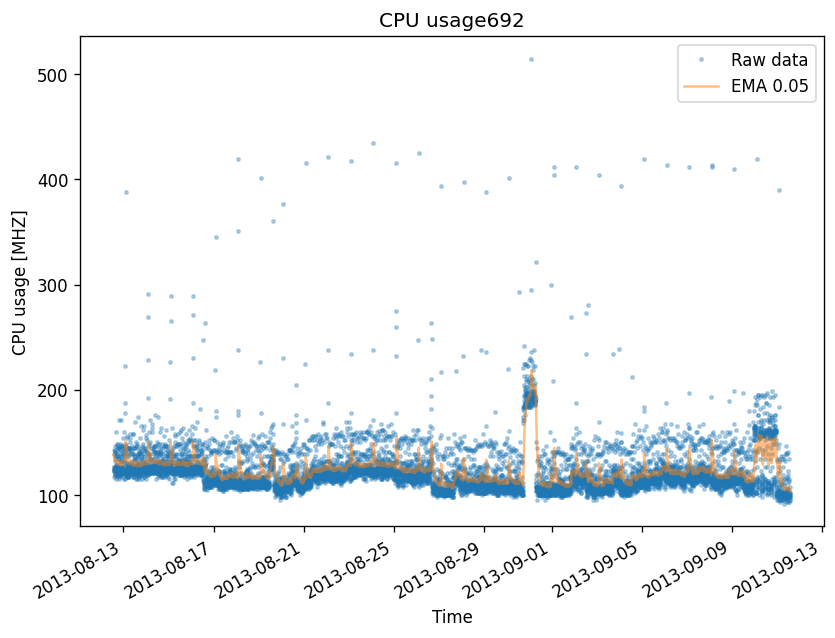 CPU usage692
Raw data
EMA 0.05
CPU usage [MHZ]
500
400
300
200
100
2013-08-13
2013-08-17
2013-08-21
2013-08-25
2013-08-29
2013-09-01
2013-09-05
2013-09-09
2013-09-13
Time